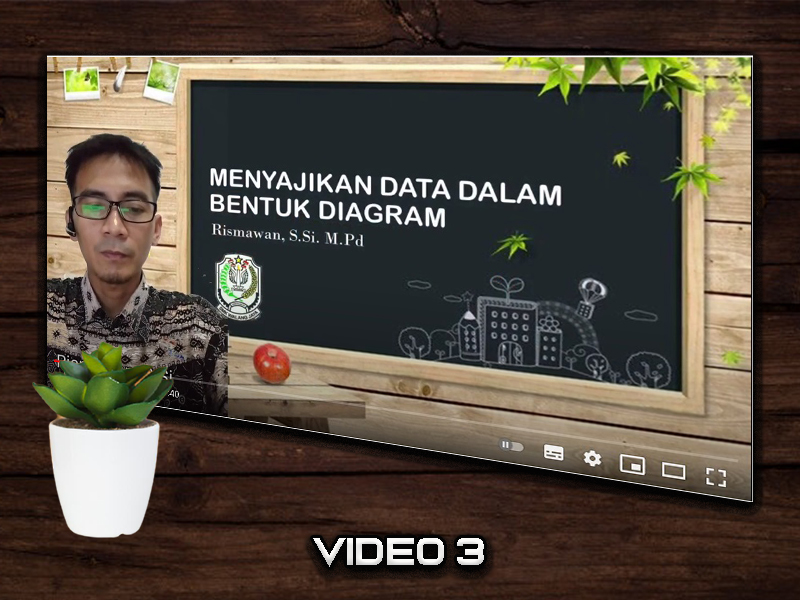 MENYAJIKAN DATA DALAM
BENTUK DIAGRAM
Rismawan, S.Si. M.Pd
VIDEO 3